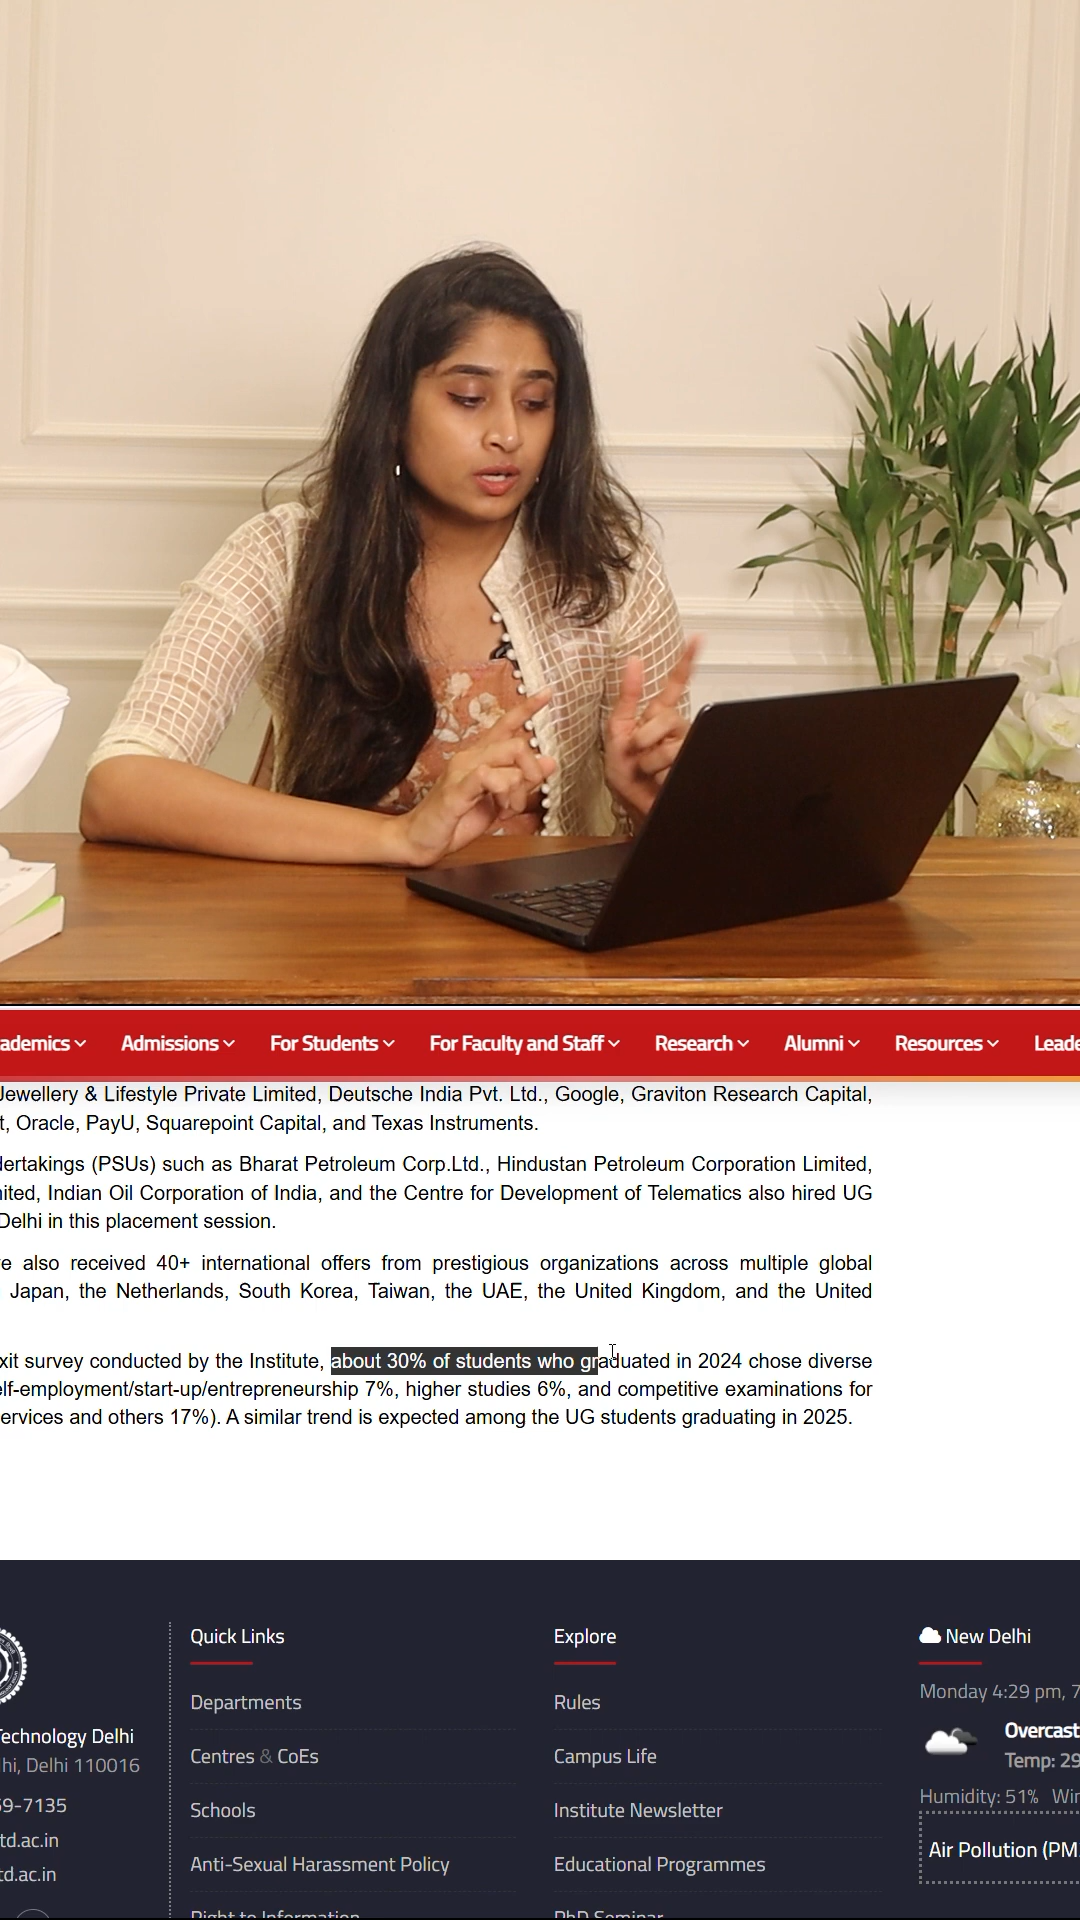 Admissions
For Students
For Faculty and Staff
Research
Alumni
Resources
Jewellery & Lifestyle Private Limited, Deutsche India Pvt. Ltd., Google, Graviton Research Capital,
Oracle, PayU, Squarepoint Capital, and Texas Instruments.
(PSUs) such as Bharat Petroleum Corp.Ltd., Hindustan Petroleum Corporation Limited,
Indian Oil Corporation of India, and the Centre for Development of Telematics also hired UG
Delhi in this placement session.
also received 40+ international offers from prestigious organizations across multiple global
Japan, the Netherlands, South Korea, Taiwan, the UAE, the United Kingdom, and the United
survey conducted by the Institute, about 30% of students who graduated in 2024 chose diverse
elf-employment/start-up/entrepreneurship 7%, higher studies 6%, and competitive examinations for
ervices and others 17%). A similar trend is expected among the UG students graduating in 2025.
Technology Delhi
Delhi 110016
9-7135
td.ac.in
td.ac.in
Quick Links
Departments
Centres & CoEs
Schools
Anti-Sexual Harassment Policy
Right to Information
Explore
Rules
Campus Life
Institute Newsletter
Educational Programmes
PhD Seminar
New Delhi
Monday 4:29 pm, 7
Overcast
Temp: 29
Humidity: 51%
Air Pollution (PM